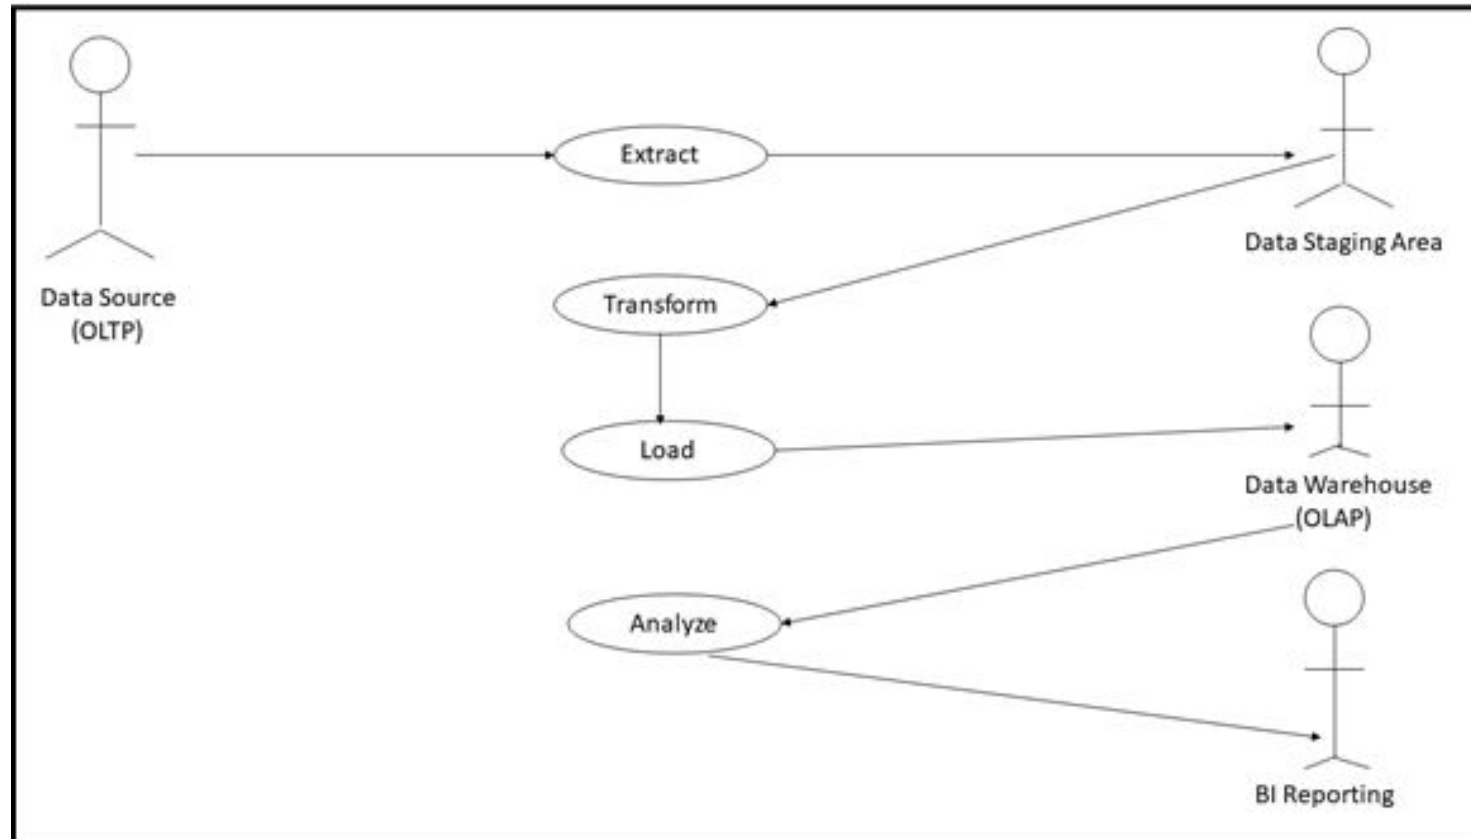 Extract
Data Staging Area
Transform
Data Source
(OLTP)
Load
Data Warehouse
(OLAP)
Analyze
BI Reporting